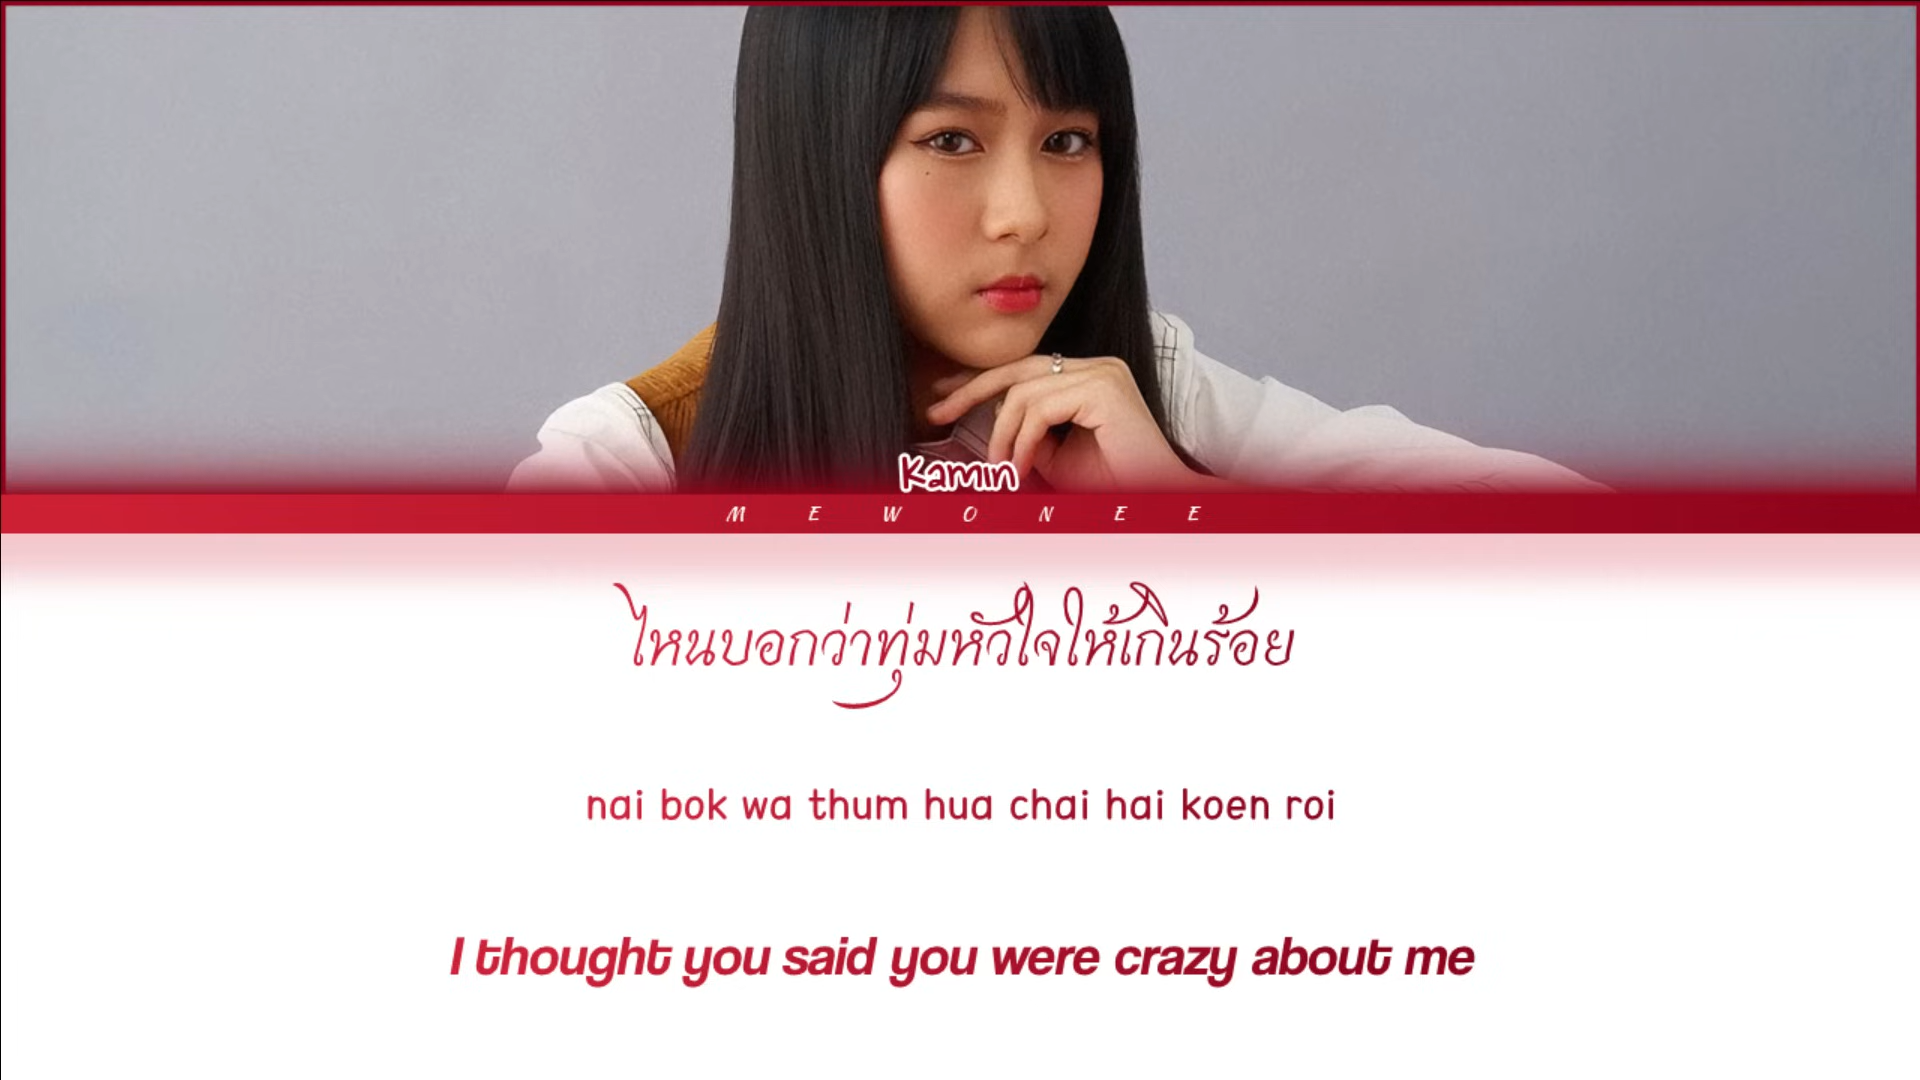 Kamin
MEWONEE
ไหนบอกว่าทุ่มหัวใจให้เกินร้อย
nai bok wa thum hua chai hai koen roi
I thought you said you were crazy about me